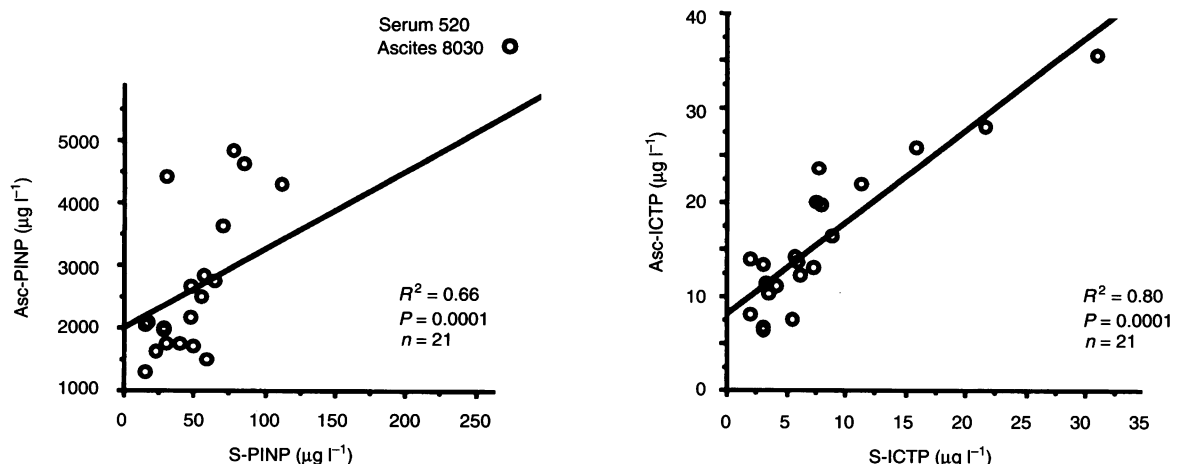 Serum 520
Ascites 8030
Asc-PINP (µg l⁻¹)
5000
4000
3000
2000
1000
R² = 0.66
P = 0.0001
n = 21
0 50 100 150 200 250
S-PINP (µg l⁻¹)
Asc-ICTP (µg l⁻¹)
40
30
20
10
0
R² = 0.80
P = 0.0001
n = 21
0 5 10 15 20 25 30 35
S-ICTP (µg l⁻¹)